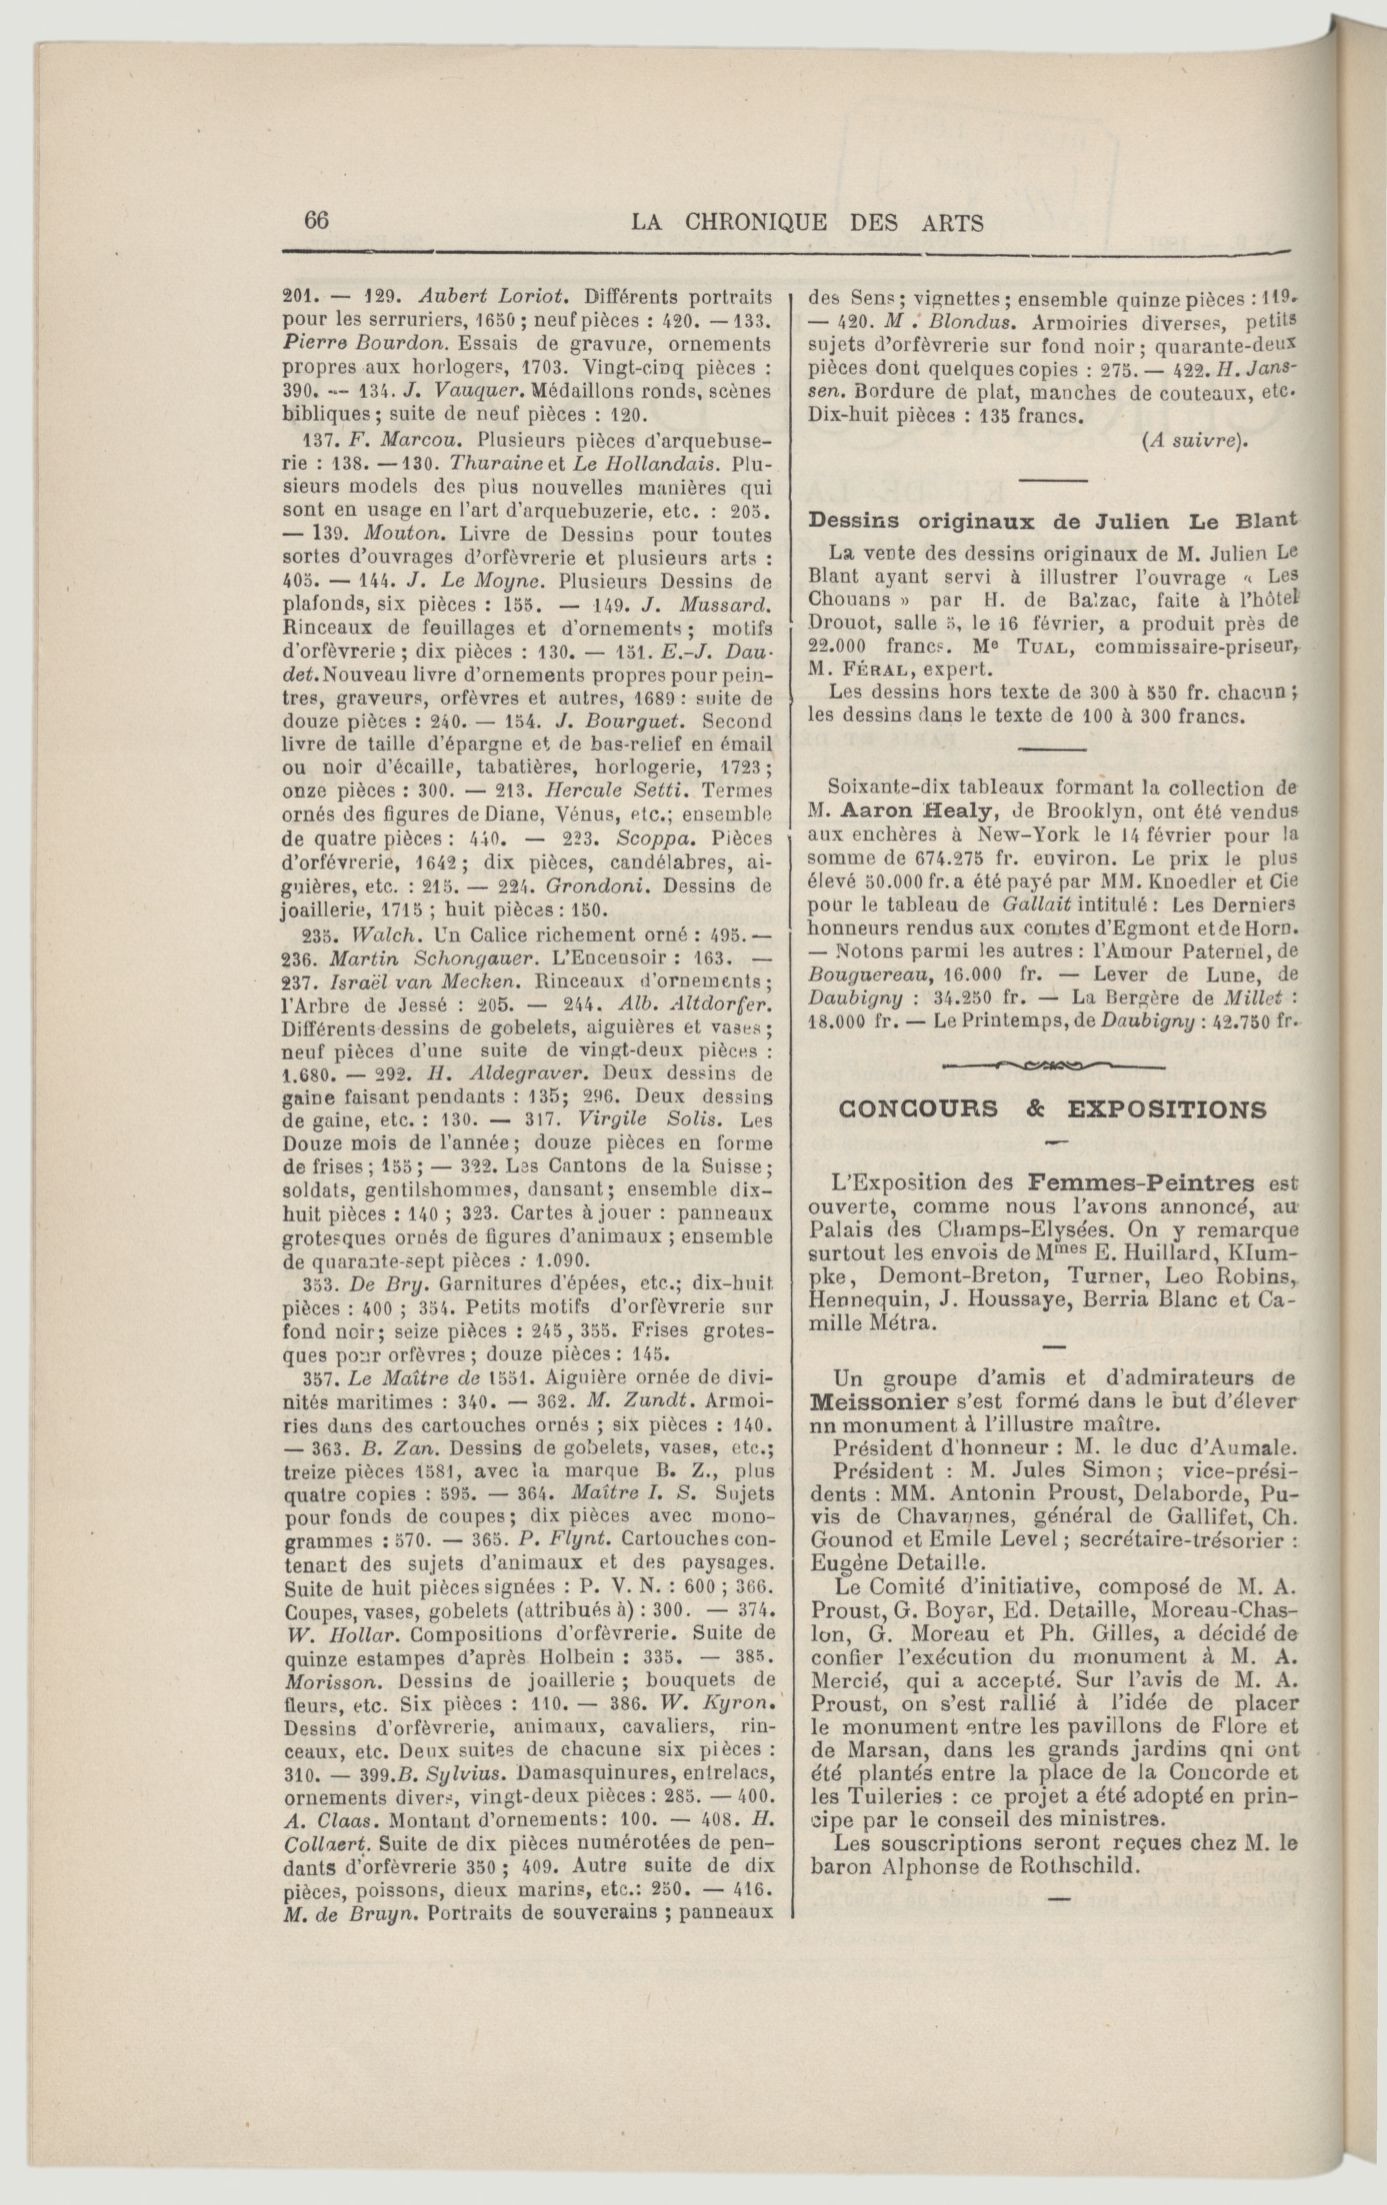 66
LA CHRONIQUE DES ARTS
201. — 129. Aubert Loriot. Différents portraits
pour les serruriers, 1650 ; neuf pièces : 420. — 133.
Pierre Bourdon. Essais de gravure, ornements
propres aux horlogers, 1703. Vingt-cinq pièces :
390. — 134. J. Vauquer. Médaillons ronds, scènes
bibliques ; suite de neuf pièces : 120.
137. F. Marcou. Plusieurs pièces d'arquebuse-
rie : 138. — 130. Thuraine et Le Hollandais. Plu-
sieurs models des plus nouvelles manières qui
sont en usage en l'art d'arquebuzerie, etc. : 205.
— 139. Mouton. Livre de Dessins pour toutes
sortes d'ouvrages d'orfèvrerie et plusieurs arts :
405. — 144. J. Le Moyne. Plusieurs Dessins de
plafonds, six pièces : 155. — 149. J. Mussard.
Rinceaux de feuillages et d'ornements ; motifs
d'orfèvrerie ; dix pièces : 130. — 151. E.-J. Dau-
det. Nouveau livre d'ornements propres pour pein-
tres, graveurs, orfèvres et autres, 1689 : suite de
douze pièces : 240. — 154. J. Bourguet. Second
livre de taille d'épargne et de bas-relief en émail
ou noir d'écaille, tabatières, horlogerie, 1723 ;
onze pièces : 300. — 213. Hercule Setti. Termes
ornés des figures de Diane, Vénus, etc.; ensemble
de quatre pièces : 440. — 223. Scoppa. Pièces
d'orfévrerie, 1642 ; dix pièces, candélabres, ai-
guières, etc. : 215. — 224. Grondoni. Dessins de
joaillerie, 1715 ; huit pièces : 150.
235. Walch. Un Calice richement orné : 495. —
236. Martin Schongauer. L'Encensoir : 163. —
237. Israël van Mecken. Rinceaux d'ornements ;
l'Arbre de Jessé : 205. — 244. Alb. Altdorfer.
Différents dessins de gobelets, aiguières et vases ;
neuf pièces d'une suite de vingt-deux pièces :
1.680. — 292. H. Aldegraver. Deux dessins de
gaine faisant pendants : 135; 296. Deux dessins
de gaine, etc. : 130. — 317. Virgile Solis. Les
Douze mois de l'année ; douze pièces en forme
de frises ; 155 ; — 322. Les Cantons de la Suisse ;
soldats, gentilshommes, dansant ; ensemble dix-
huit pièces : 140 ; 323. Cartes à jouer : panneaux
grotesques ornés de figures d'animaux ; ensemble
de quarante-sept pièces : 1.090.
353. De Bry. Garnitures d'épées, etc.; dix-huit
pièces : 400 ; 354. Petits motifs d'orfèvrerie sur
fond noir; seize pièces : 245, 355. Frises grotes-
ques pour orfèvres ; douze pièces : 145.
357. Le Maître de 1551. Aiguière ornée de divi-
nités maritimes : 340. — 362. M. Zundt. Armoi-
ries dans des cartouches ornés ; six pièces : 140.
— 363. B. Zan. Dessins de gobelets, vases, etc.;
treize pièces 1581, avec la marque B. Z., plus
quatre copies : 595. — 364. Maître I. S. Sujets
pour fonds de coupes ; dix pièces avec mono-
grammes : 570. — 365. P. Flynt. Cartouches con-
tenant des sujets d'animaux et des paysages.
Suite de huit pièces signées : P. V. N. : 600 ; 366.
Coupes, vases, gobelets (attribués à) : 300. — 374.
W. Hollar. Compositions d'orfèvrerie. Suite de
quinze estampes d'après Holbein : 335. — 385.
Morisson. Dessins de joaillerie ; bouquets de
fleurs, etc. Six pièces : 110. — 386. W. Kyron.
Dessins d'orfèvrerie, animaux, cavaliers, rin-
ceaux, etc. Deux suites de chacune six pièces :
310. — 399. B. Sylvius. Damasquinures, entrelacs,
ornements divers, vingt-deux pièces : 285. — 400.
A. Claas. Montant d'ornements: 100. — 408. H.
Collaert. Suite de dix pièces numérotées de pen-
dants d'orfèvrerie 350 ; 409. Autre suite de dix
pièces, poissons, dieux marins, etc.: 250. — 416.
M. de Bruyn. Portraits de souverains ; panneaux
des Sens ; vignettes ; ensemble quinze pièces : 119.
— 420. M . Blondus. Armoiries diverses, petits
sujets d'orfèvrerie sur fond noir ; quarante-deux
pièces dont quelques copies : 275. — 422. H. Jans-
sen. Bordure de plat, manches de couteaux, etc.
Dix-huit pièces : 135 francs.
(A suivre).
Dessins originaux de Julien Le Blant
La vente des dessins originaux de M. Julien Le
Blant ayant servi à illustrer l'ouvrage « Les
Chouans » par H. de Balzac, faite à l'hôtel
Drouot, salle 5, le 16 février, a produit près de
22.000 francs. Me TUAL, commissaire-priseur,
M. FÉRAL, expert.
Les dessins hors texte de 300 à 550 fr. chacun ;
les dessins dans le texte de 100 à 300 francs.
Soixante-dix tableaux formant la collection de
M. Aaron Healy, de Brooklyn, ont été vendus
aux enchères à New-York le 14 février pour la
somme de 674.275 fr. environ. Le prix le plus
élevé 50.000 fr. a été payé par MM. Knoedler et Cie
pour le tableau de Gallait intitulé : Les Derniers
honneurs rendus aux comtes d'Egmont et de Horn.
— Notons parmi les autres : l'Amour Paternel, de
Bouguereau, 16.000 fr. — Lever de Lune, de
Daubigny : 34.250 fr. — La Bergère de Millet :
18.000 fr. — Le Printemps, de Daubigny : 42.750 fr.
CONCOURS & EXPOSITIONS
L'Exposition des Femmes-Peintres est
ouverte, comme nous l'avons annoncé, au
Palais des Champs-Elysées. On y remarque
surtout les envois de Mmes E. Huillard, Klum-
pke, Demont-Breton, Turner, Leo Robins,
Hennequin, J. Houssaye, Berria Blanc et Ca-
mille Métra.
Un groupe d'amis et d'admirateurs de
Meissonier s'est formé dans le but d'élever
nn monument à l'illustre maître.
Président d'honneur : M. le duc d'Aumale.
Président : M. Jules Simon ; vice-prési-
dents : MM. Antonin Proust, Delaborde, Pu-
vis de Chavannes, général de Gallifet, Ch.
Gounod et Emile Level ; secrétaire-trésorier :
Eugène Detaille.
Le Comité d'initiative, composé de M. A.
Proust, G. Boyer, Ed. Detaille, Moreau-Chas-
lon, G. Moreau et Ph. Gilles, a décidé de
confier l'exécution du monument à M. A.
Mercié, qui a accepté. Sur l'avis de M. A.
Proust, on s'est rallié à l'idée de placer
le monument entre les pavillons de Flore et
de Marsan, dans les grands jardins qni ont
été plantés entre la place de la Concorde et
les Tuileries : ce projet a été adopté en prin-
cipe par le conseil des ministres.
Les souscriptions seront reçues chez M. le
baron Alphonse de Rothschild.